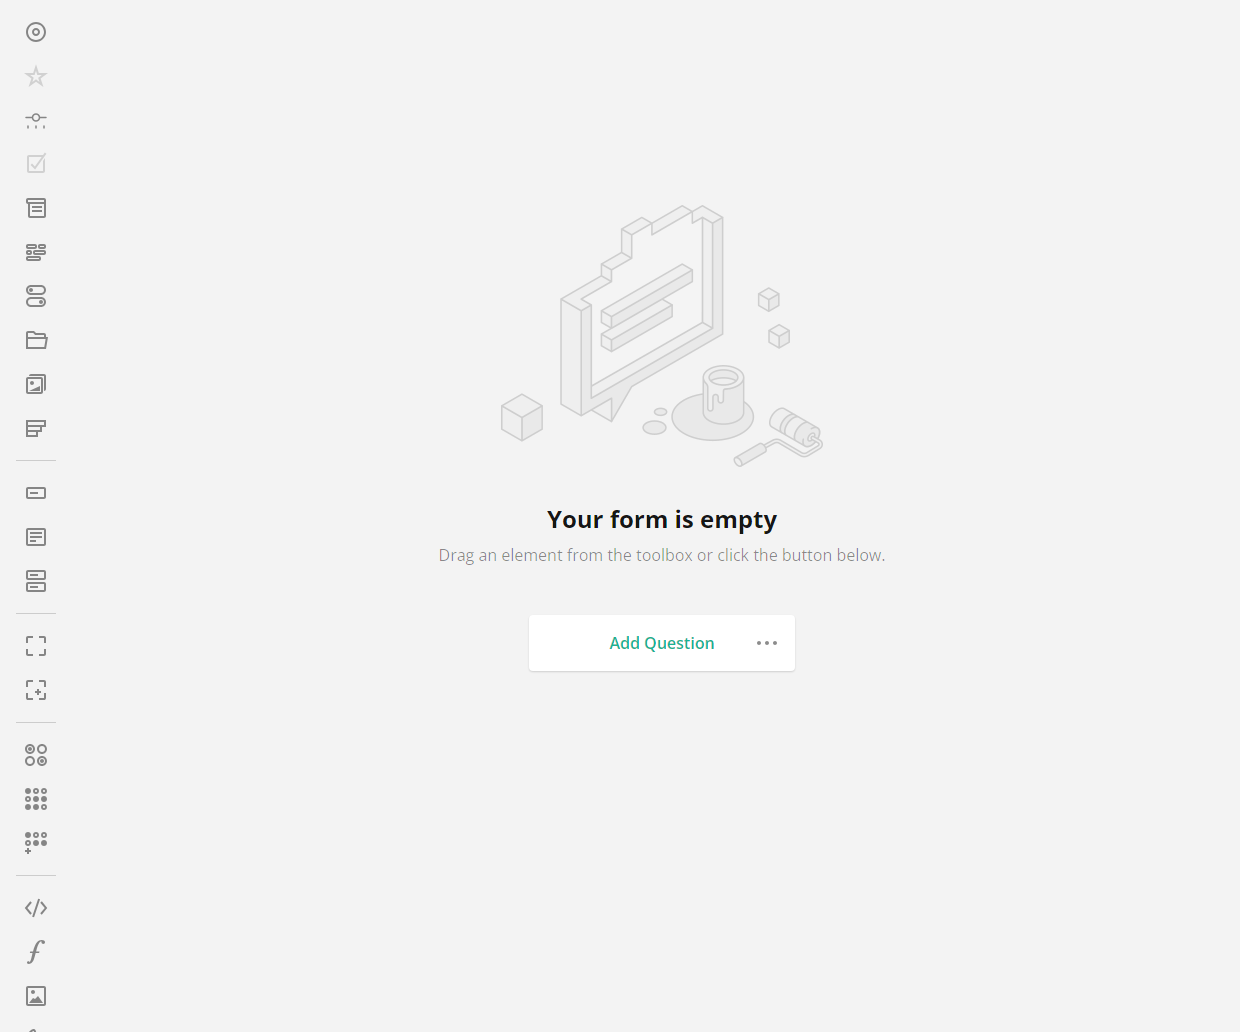 Your form is empty
Drag an element from the toolbox or click the button below.
Add Question